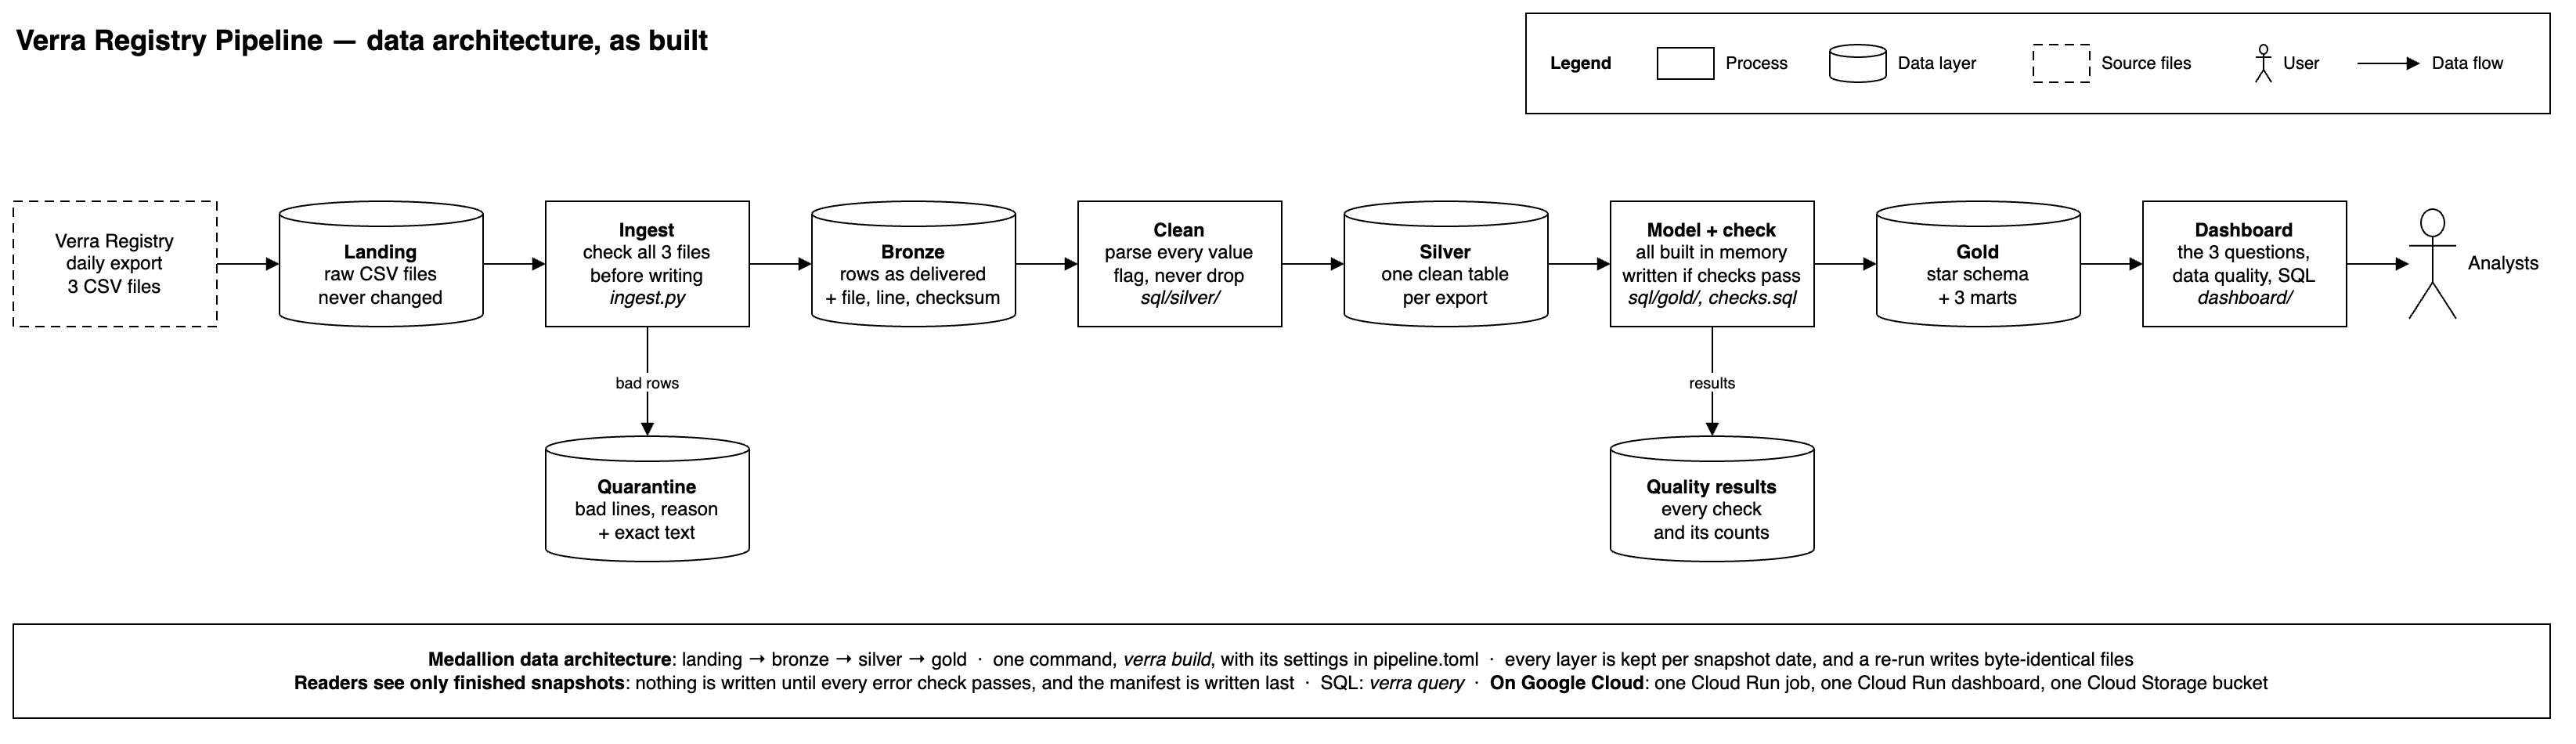 Verra Registry Pipeline — data architecture, as built
Legend
Process
Data layer
Source files
User
Data flow
Verra Registry
daily export
3 CSV files
Landing
raw CSV files
never changed
Ingest
check all 3 files
before writing
ingest.py
Bronze
rows as delivered
+ file, line, checksum
Clean
parse every value
flag, never drop
sql/silver/
Silver
one clean table
per export
Model + check
all built in memory
written if checks pass
sql/gold/, checks.sql
Gold
star schema
+ 3 marts
Dashboard
the 3 questions,
data quality, SQL
dashboard/
Analysts
bad rows
results
Quarantine
bad lines, reason
+ exact text
Quality results
every check
and its counts
Medallion data architecture: landing → bronze → silver → gold · one command, verra build, with its settings in pipeline.toml · every layer is kept per snapshot date, and a re-run writes byte-identical files
Readers see only finished snapshots: nothing is written until every error check passes, and the manifest is written last · SQL: verra query · On Google Cloud: one Cloud Run job, one Cloud Run dashboard, one Cloud Storage bucket